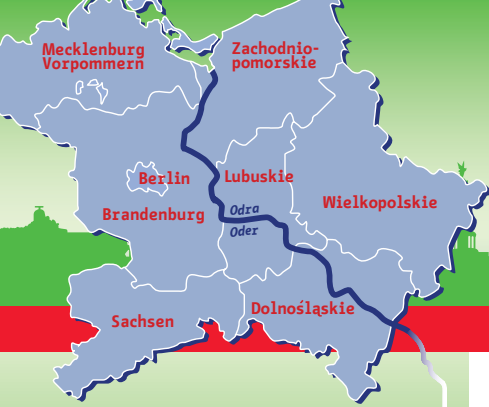 Mecklenburg
Vorpommern
Zachodnio-
pomorskie
Berlin
Lubuskie
Brandenburg
Odra
Oder
Wielkopolskie
Sachsen
Dolnośląskie